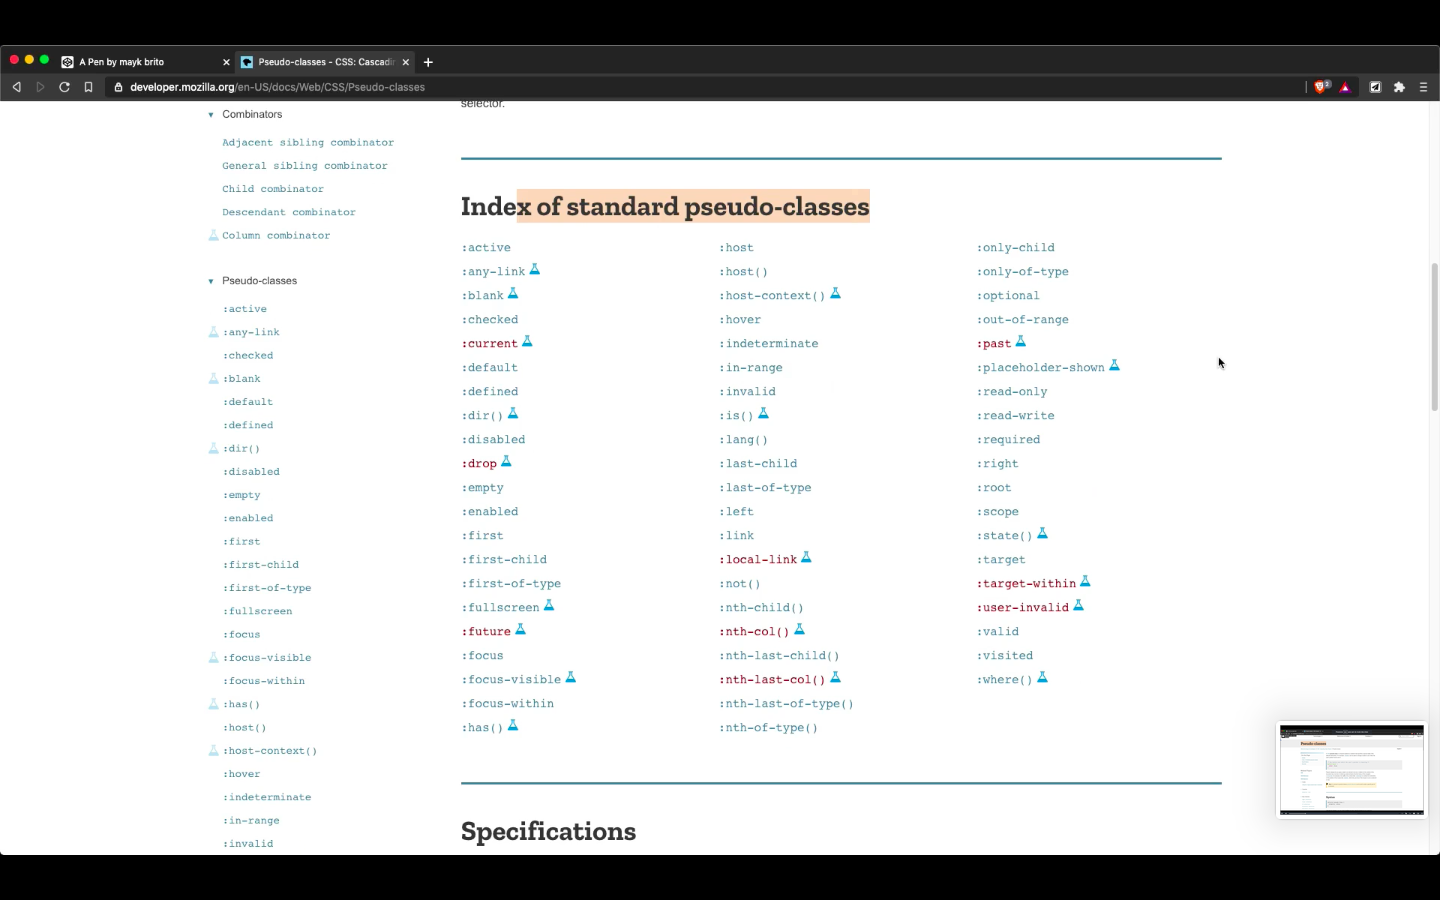 A Pen by mayk brito
Pseudo-classes - CSS: Cascadin
developer.mozilla.org/en-US/docs/Web/CSS/Pseudo-classes
3
selector.
Combinators
Adjacent sibling combinator
General sibling combinator
Child combinator
Descendant combinator
Column combinator
Pseudo-classes
:active
:any-link
:checked
:blank
:default
:defined
:dir()
:disabled
:empty
:enabled
:first
:first-child
:first-of-type
:fullscreen
:focus
:focus-visible
:focus-within
:has()
:host()
:host-context()
:hover
:indeterminate
:in-range
:invalid
Index of standard pseudo-classes
:active
:any-link
:blank
:checked
:current
:default
:defined
:dir()
:disabled
:drop
:empty
:enabled
:first
:first-child
:first-of-type
:fullscreen
:future
:focus
:focus-visible
:focus-within
:has()
:host
:host()
:host-context()
:hover
:indeterminate
:in-range
:invalid
:is()
:lang()
:last-child
:last-of-type
:left
:link
:local-link
:not()
:nth-child()
:nth-col()
:nth-last-child()
:nth-last-col()
:nth-last-of-type()
:nth-of-type()
:only-child
:only-of-type
:optional
:out-of-range
:past
:placeholder-shown
:read-only
:read-write
:required
:right
:root
:scope
:state()
:target
:target-within
:user-invalid
:valid
:visited
:where()
Specifications